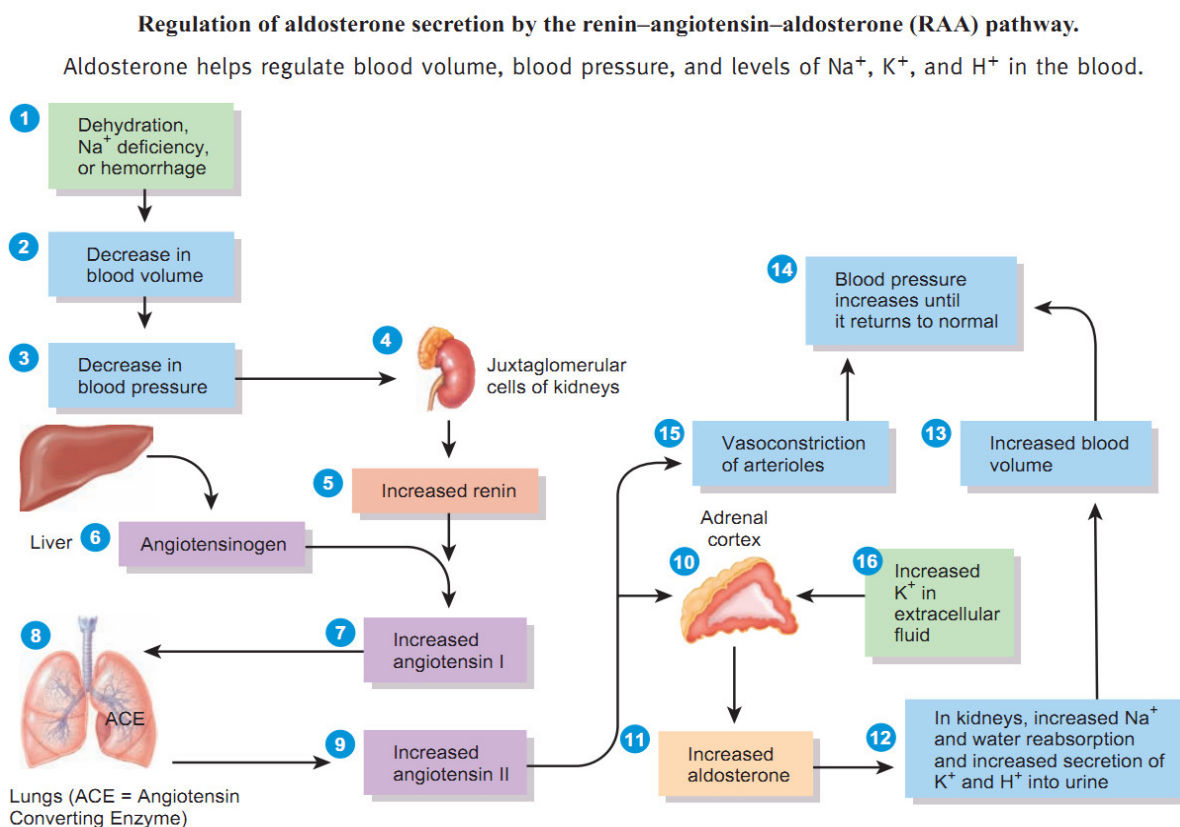 Regulation of aldosterone secretion by the renin–angiotensin–aldosterone (RAA) pathway.
Aldosterone helps regulate blood volume, blood pressure, and levels of Na⁺, K⁺, and H⁺ in the blood.
1
Dehydration,
Na⁺ deficiency,
or hemorrhage
2
Decrease in
blood volume
3
Decrease in
blood pressure
4
Juxtaglomerular
cells of kidneys
5
Increased renin
Liver
6
Angiotensinogen
7
Increased
angiotensin I
8
ACE
Lungs (ACE = Angiotensin
Converting Enzyme)
9
Increased
angiotensin II
Adrenal
cortex
10
11
Increased
aldosterone
12
In kidneys, increased Na⁺
and water reabsorption
and increased secretion of
K⁺ and H⁺ into urine
13
Increased blood
volume
14
Blood pressure
increases until
it returns to normal
15
Vasoconstriction
of arterioles
16
Increased
K⁺ in
extracellular
fluid